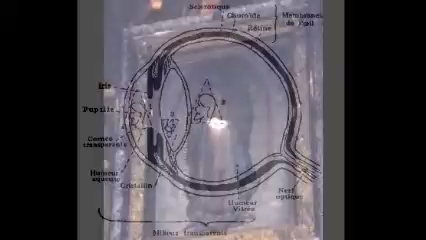 Sclérotique
Choroïde
Rétine
Membranes
de l'œil
Iris
Pupille
Cornée
transparente
Humeur
aqueuse
Cristallin
Humeur
Vitrée
Nerf
optique
Milieux transparents